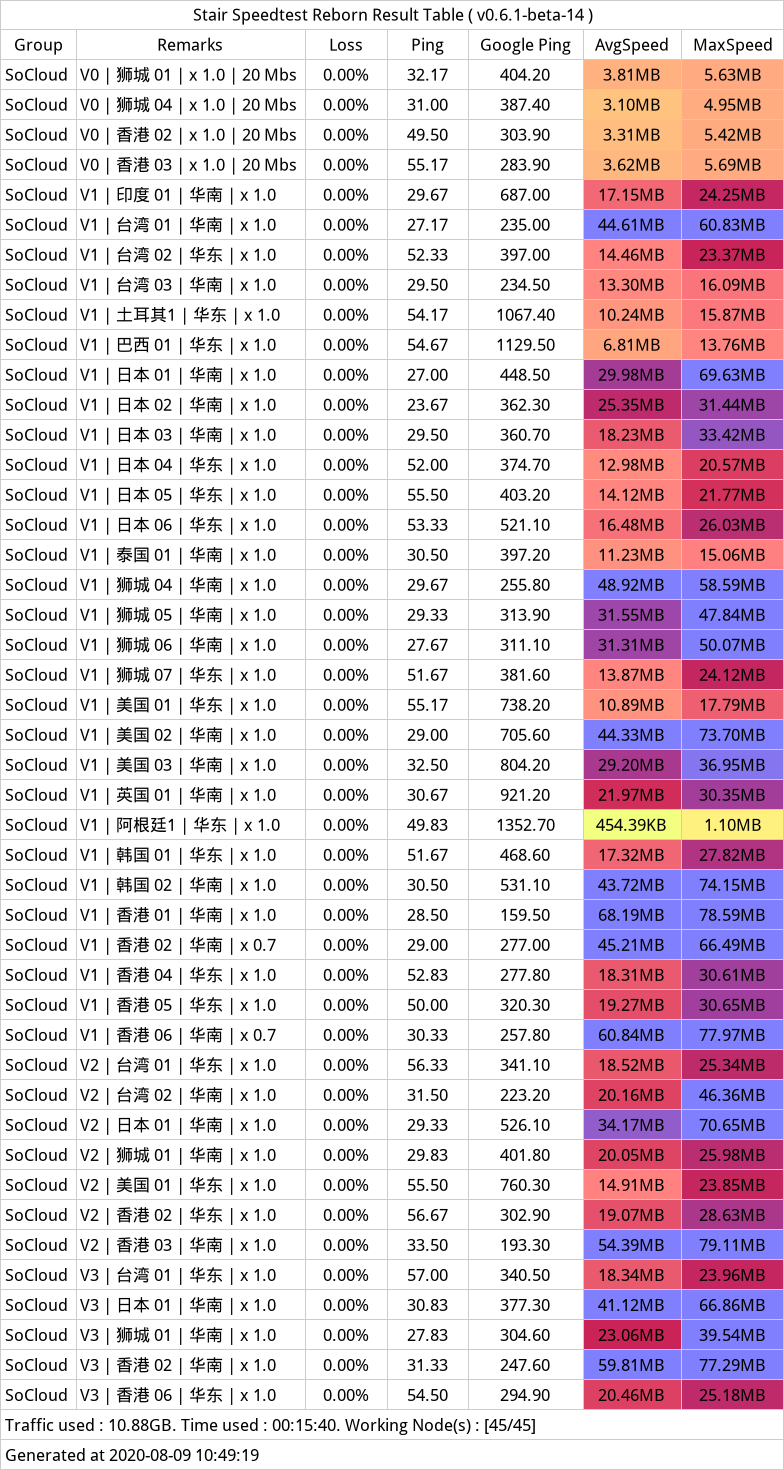 Stair Speedtest Reborn Result Table ( v0.6.1-beta-14 )
Group Remarks Loss Ping Google Ping AvgSpeed MaxSpeed
SoCloud V0 | 狮城 01 | x 1.0 | 20 Mbs 0.00% 32.17 404.20 3.81MB 5.63MB
SoCloud V0 | 狮城 04 | x 1.0 | 20 Mbs 0.00% 31.00 387.40 3.10MB 4.95MB
SoCloud V0 | 香港 02 | x 1.0 | 20 Mbs 0.00% 49.50 303.90 3.31MB 5.42MB
SoCloud V0 | 香港 03 | x 1.0 | 20 Mbs 0.00% 55.17 283.90 3.62MB 5.69MB
SoCloud V1 | 印度 01 | 华南 | x 1.0 0.00% 29.67 687.00 17.15MB 24.25MB
SoCloud V1 | 台湾 01 | 华南 | x 1.0 0.00% 27.17 235.00 44.61MB 60.83MB
SoCloud V1 | 台湾 02 | 华东 | x 1.0 0.00% 52.33 397.00 14.46MB 23.37MB
SoCloud V1 | 台湾 03 | 华南 | x 1.0 0.00% 29.50 234.50 13.30MB 16.09MB
SoCloud V1 | 土耳其1 | 华东 | x 1.0 0.00% 54.17 1067.40 10.24MB 15.87MB
SoCloud V1 | 巴西 01 | 华东 | x 1.0 0.00% 54.67 1129.50 6.81MB 13.76MB
SoCloud V1 | 日本 01 | 华南 | x 1.0 0.00% 27.00 448.50 29.98MB 69.63MB
SoCloud V1 | 日本 02 | 华南 | x 1.0 0.00% 23.67 362.30 25.35MB 31.44MB
SoCloud V1 | 日本 03 | 华南 | x 1.0 0.00% 29.50 360.70 18.23MB 33.42MB
SoCloud V1 | 日本 04 | 华东 | x 1.0 0.00% 52.00 374.70 12.98MB 20.57MB
SoCloud V1 | 日本 05 | 华东 | x 1.0 0.00% 55.50 403.20 14.12MB 21.77MB
SoCloud V1 | 日本 06 | 华东 | x 1.0 0.00% 53.33 521.10 16.48MB 26.03MB
SoCloud V1 | 泰国 01 | 华南 | x 1.0 0.00% 30.50 397.20 11.23MB 15.06MB
SoCloud V1 | 狮城 04 | 华南 | x 1.0 0.00% 29.67 255.80 48.92MB 58.59MB
SoCloud V1 | 狮城 05 | 华南 | x 1.0 0.00% 29.33 313.90 31.55MB 47.84MB
SoCloud V1 | 狮城 06 | 华南 | x 1.0 0.00% 27.67 311.10 31.31MB 50.07MB
SoCloud V1 | 狮城 07 | 华东 | x 1.0 0.00% 51.67 381.60 13.87MB 24.12MB
SoCloud V1 | 美国 01 | 华东 | x 1.0 0.00% 55.17 738.20 10.89MB 17.79MB
SoCloud V1 | 美国 02 | 华南 | x 1.0 0.00% 29.00 705.60 44.33MB 73.70MB
SoCloud V1 | 美国 03 | 华南 | x 1.0 0.00% 32.50 804.20 29.20MB 36.95MB
SoCloud V1 | 英国 01 | 华南 | x 1.0 0.00% 30.67 921.20 21.97MB 30.35MB
SoCloud V1 | 阿根廷1 | 华东 | x 1.0 0.00% 49.83 1352.70 454.39KB 1.10MB
SoCloud V1 | 韩国 01 | 华东 | x 1.0 0.00% 51.67 468.60 17.32MB 27.82MB
SoCloud V1 | 韩国 02 | 华南 | x 1.0 0.00% 30.50 531.10 43.72MB 74.15MB
SoCloud V1 | 香港 01 | 华南 | x 1.0 0.00% 28.50 159.50 68.19MB 78.59MB
SoCloud V1 | 香港 02 | 华南 | x 0.7 0.00% 29.00 277.00 45.21MB 66.49MB
SoCloud V1 | 香港 04 | 华东 | x 1.0 0.00% 52.83 277.80 18.31MB 30.61MB
SoCloud V1 | 香港 05 | 华东 | x 1.0 0.00% 50.00 320.30 19.27MB 30.65MB
SoCloud V1 | 香港 06 | 华南 | x 0.7 0.00% 30.33 257.80 60.84MB 77.97MB
SoCloud V2 | 台湾 01 | 华东 | x 1.0 0.00% 56.33 341.10 18.52MB 25.34MB
SoCloud V2 | 台湾 02 | 华南 | x 1.0 0.00% 31.50 223.20 20.16MB 46.36MB
SoCloud V2 | 日本 01 | 华南 | x 1.0 0.00% 29.33 526.10 34.17MB 70.65MB
SoCloud V2 | 狮城 01 | 华南 | x 1.0 0.00% 29.83 401.80 20.05MB 25.98MB
SoCloud V2 | 美国 01 | 华东 | x 1.0 0.00% 55.50 760.30 14.91MB 23.85MB
SoCloud V2 | 香港 02 | 华东 | x 1.0 0.00% 56.67 302.90 19.07MB 28.63MB
SoCloud V2 | 香港 03 | 华南 | x 1.0 0.00% 33.50 193.30 54.39MB 79.11MB
SoCloud V3 | 台湾 01 | 华东 | x 1.0 0.00% 57.00 340.50 18.34MB 23.96MB
SoCloud V3 | 日本 01 | 华南 | x 1.0 0.00% 30.83 377.30 41.12MB 66.86MB
SoCloud V3 | 狮城 01 | 华南 | x 1.0 0.00% 27.83 304.60 23.06MB 39.54MB
SoCloud V3 | 香港 02 | 华南 | x 1.0 0.00% 31.33 247.60 59.81MB 77.29MB
SoCloud V3 | 香港 06 | 华东 | x 1.0 0.00% 54.50 294.90 20.46MB 25.18MB
Traffic used : 10.88GB. Time used : 00:15:40. Working Node(s) : [45/45]
Generated at 2020-08-09 10:49:19